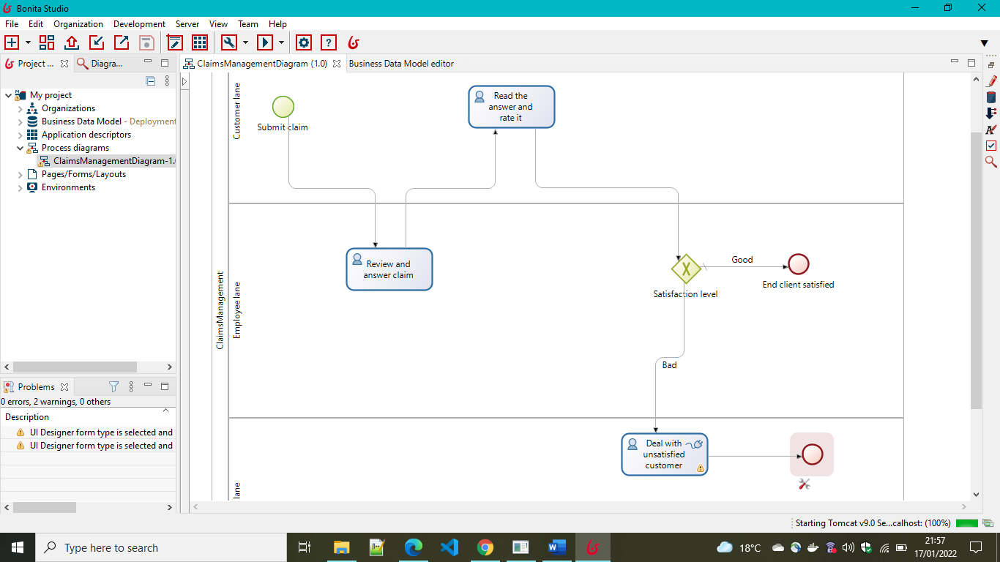 Bonita Studio
File Edit Organization Development Server View Team Help
Project ... Diagra...
ClaimsManagementDiagram (1.0) Business Data Model editor
My project
Organizations
Business Data Model - Deployment
Application descriptors
Process diagrams
ClaimsManagementDiagram-1.
Pages/Forms/Layouts
Environments
Problems
0 errors, 2 warnings, 0 others
Description
UI Designer form type is selected and
UI Designer form type is selected and
ClaimsManagement
Customer lane
Submit claim
Read the
answer and
rate it
Employee lane
Review and
answer claim
Satisfaction level
Good
End client satisfied
Bad
lane
Deal with
unsatisfied
customer
Starting Tomcat v9.0 Se...calhost: (100%)
Type here to search
18°C
21:57
17/01/2022